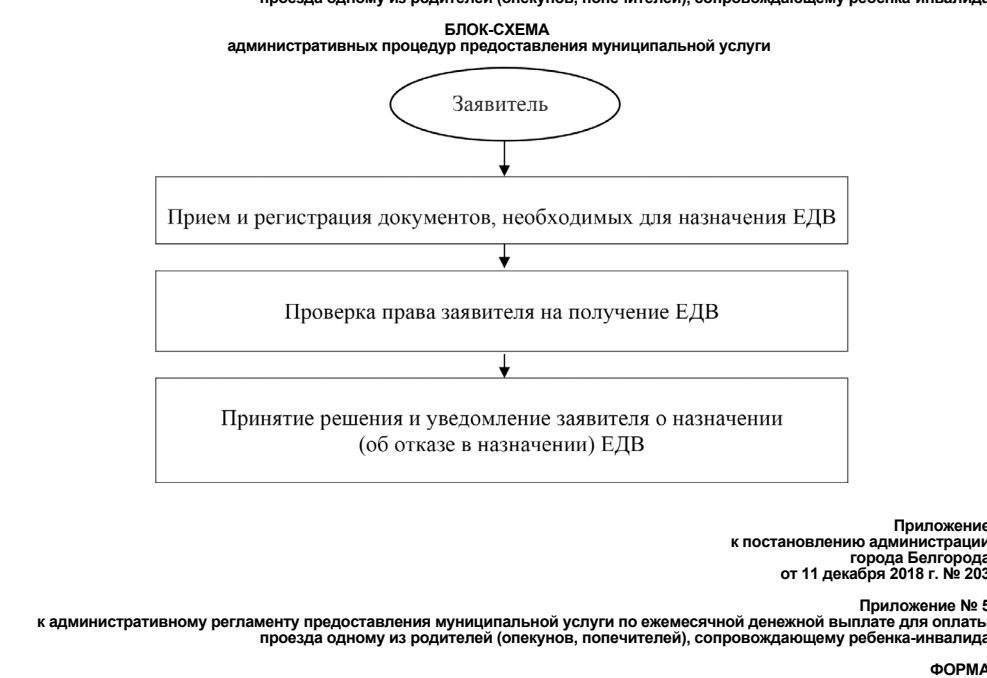 проезда одному из родителей (опекунов, попечителей), сопровождающему ребенка-инвалида
БЛОК-СХЕМА
административных процедур предоставления муниципальной услуги
Заявитель
Прием и регистрация документов, необходимых для назначения ЕДВ
Проверка права заявителя на получение ЕДВ
Принятие решения и уведомление заявителя о назначении
(об отказе в назначении) ЕДВ
Приложение
к постановлению администрации
города Белгорода
от 11 декабря 2018 г. № 203
Приложение № 5
к административному регламенту предоставления муниципальной услуги по ежемесячной денежной выплате для оплаты
проезда одному из родителей (опекунов, попечителей), сопровождающему ребенка-инвалида
ФОРМА